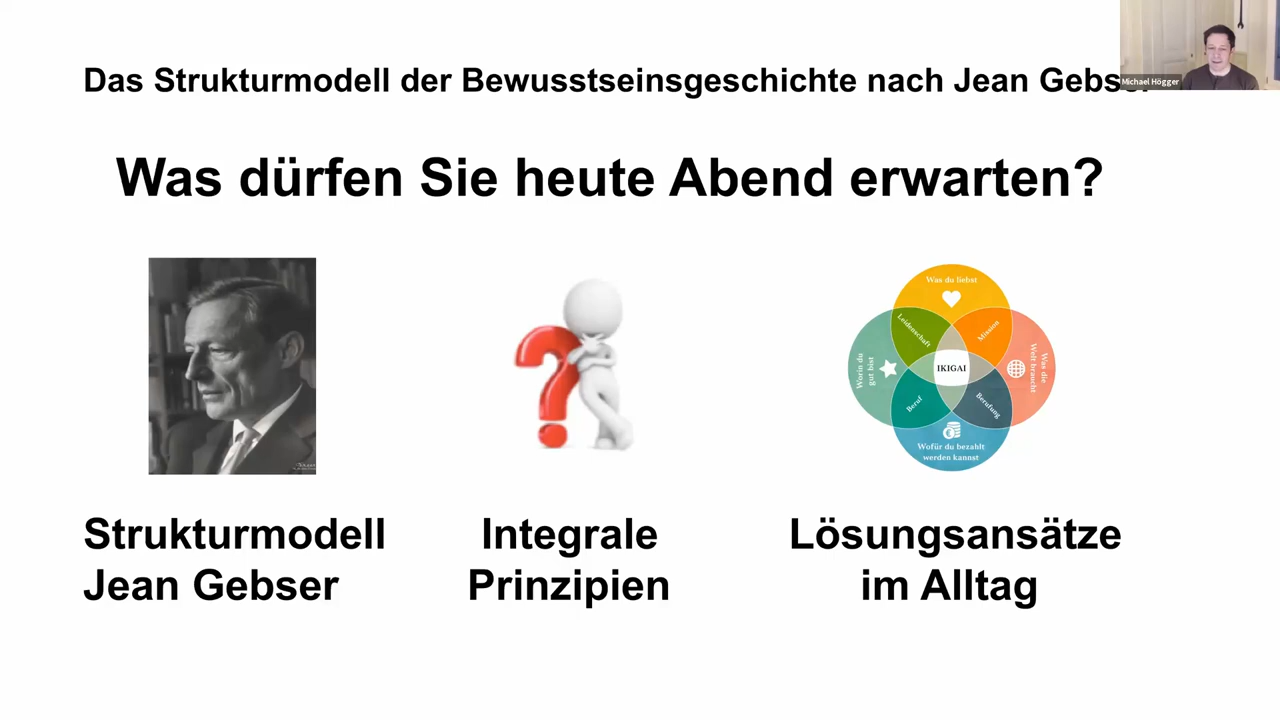 Das Strukturmodell der Bewusstseinsgeschichte nach Jean
Michael Högger
Was dürfen Sie heute Abend erwarten?
Was du liebst
Leidenschaft
Mission
Worin du
gut bist
IKIGAI
Was die
Welt braucht
Beruf
Berufung
Wofür du bezahlt
werden kannst
Strukturmodell
Jean Gebser
Integrale
Prinzipien
Lösungsansätze
im Alltag